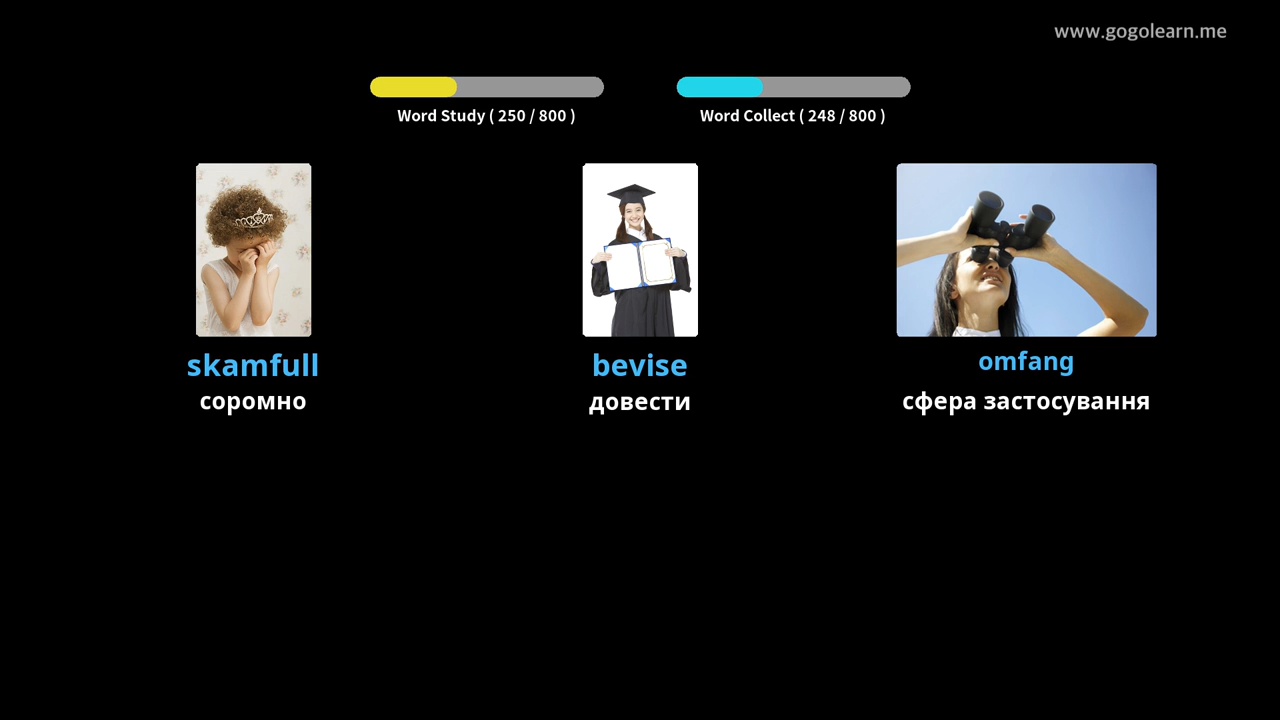 www.gogolearn.me
Word Study ( 250 / 800 )
Word Collect ( 248 / 800 )
skamfull
соромно
bevise
довести
omfang
сфера застосування